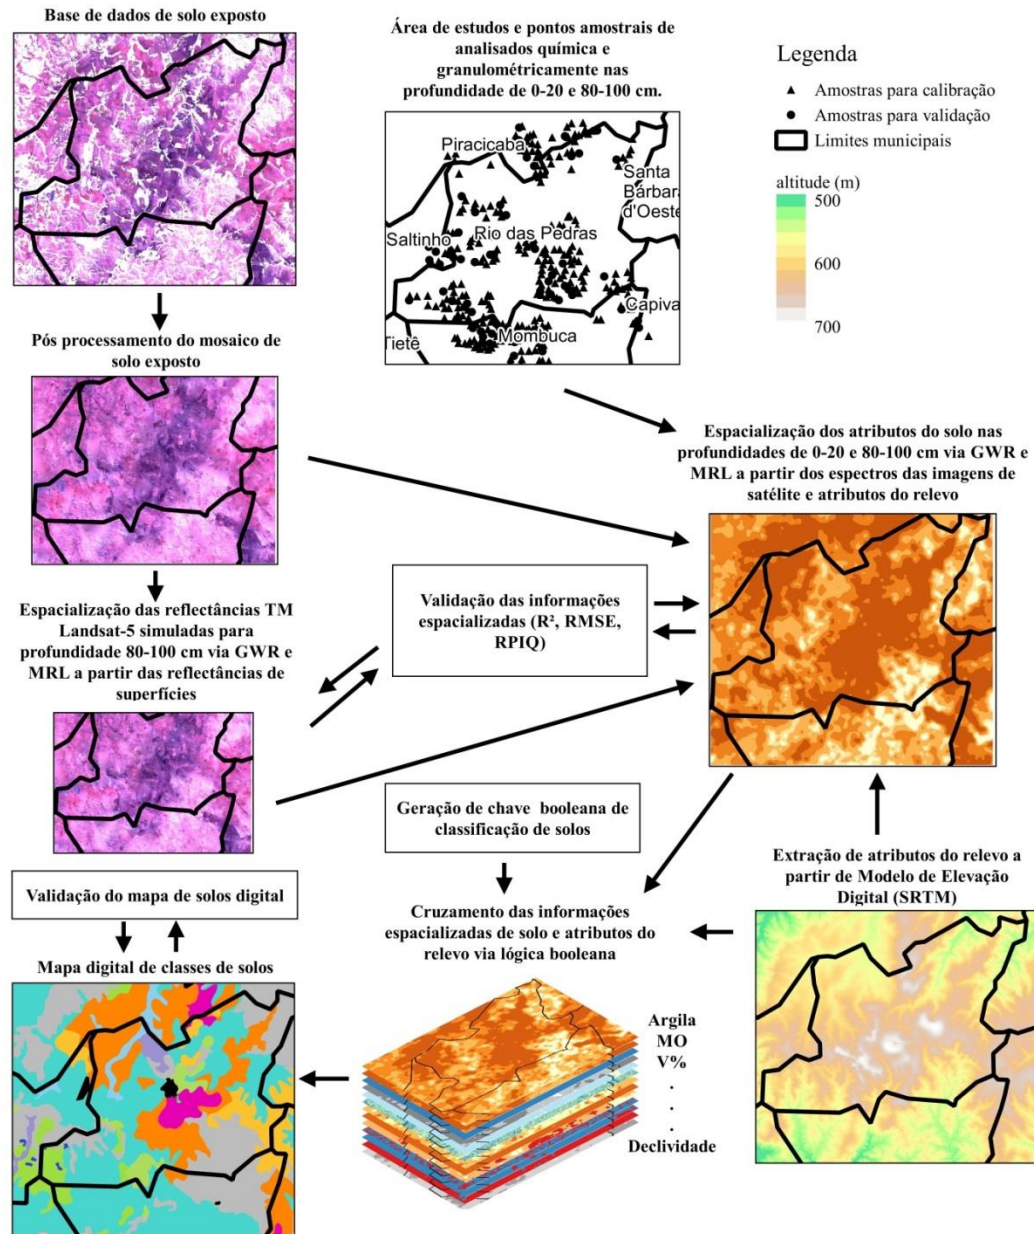 Base de dados de solo exposto
Área de estudos e pontos amostrais de
analisados química e
granulométricamente nas
profundidade de 0-20 e 80-100 cm.
Legenda
Amostras para calibração
Amostras para validação
Limites municipais
altitude (m)
500
600
700
Piracicaba
Santa
Bárbara
d'Oeste
Saltinho
Rio das Pedras
Capiva
Tietê
Mombuca
Pós processamento do mosaico de
solo exposto
Espacialização dos atributos do solo nas
profundidades de 0-20 e 80-100 cm via GWR e
MRL a partir dos espectros das imagens de
satélite e atributos do relevo
Espacialização das reflectâncias TM
Landsat-5 simuladas para
profundidade 80-100 cm via GWR e
MRL a partir das reflectâncias de
superfícies
Validação das informações
espacializadas (R², RMSE,
RPIQ)
Geração de chave booleana de
classificação de solos
Extração de atributos do relevo a
partir de Modelo de Elevação
Digital (SRTM)
Validação do mapa de solos digital
Cruzamento das informações
espacializadas de solo e atributos do
relevo via lógica booleana
Mapa digital de classes de solos
Argila
MO
V%
.
.
.
Declividade